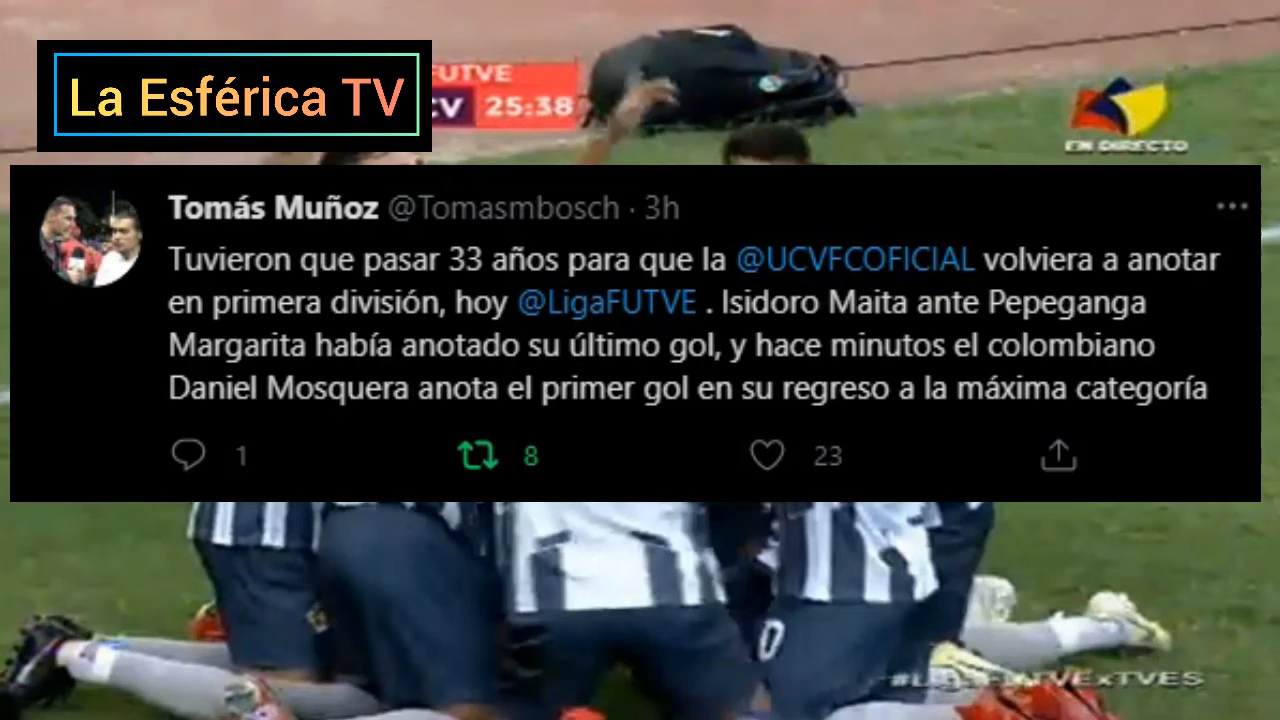 La Esférica TV
FUTVE
CV 25:38
EN DIRECTO
Tomás Muñoz @Tomasmbosch · 3h
Tuvieron que pasar 33 años para que la @UCVFCOFICIAL volviera a anotar
en primera división, hoy @LigaFUTVE . Isidoro Maita ante Pepeganga
Margarita había anotado su último gol, y hace minutos el colombiano
Daniel Mosquera anota el primer gol en su regreso a la máxima categoría
1 8 23
0
#LigaFUTVExTVES